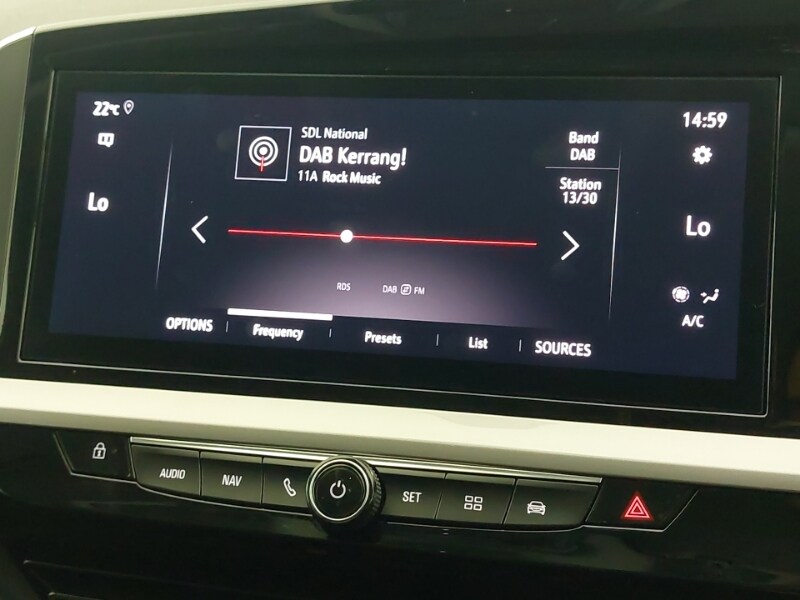 22℃
14:59
SDL National
DAB Kerrang!
11A Rock Music
Band
DAB
Station
13/30
Lo
Lo
RDS
DAB FM
A/C
OPTIONS
Frequency
Presets
List
SOURCES
AUDIO
NAV
SET